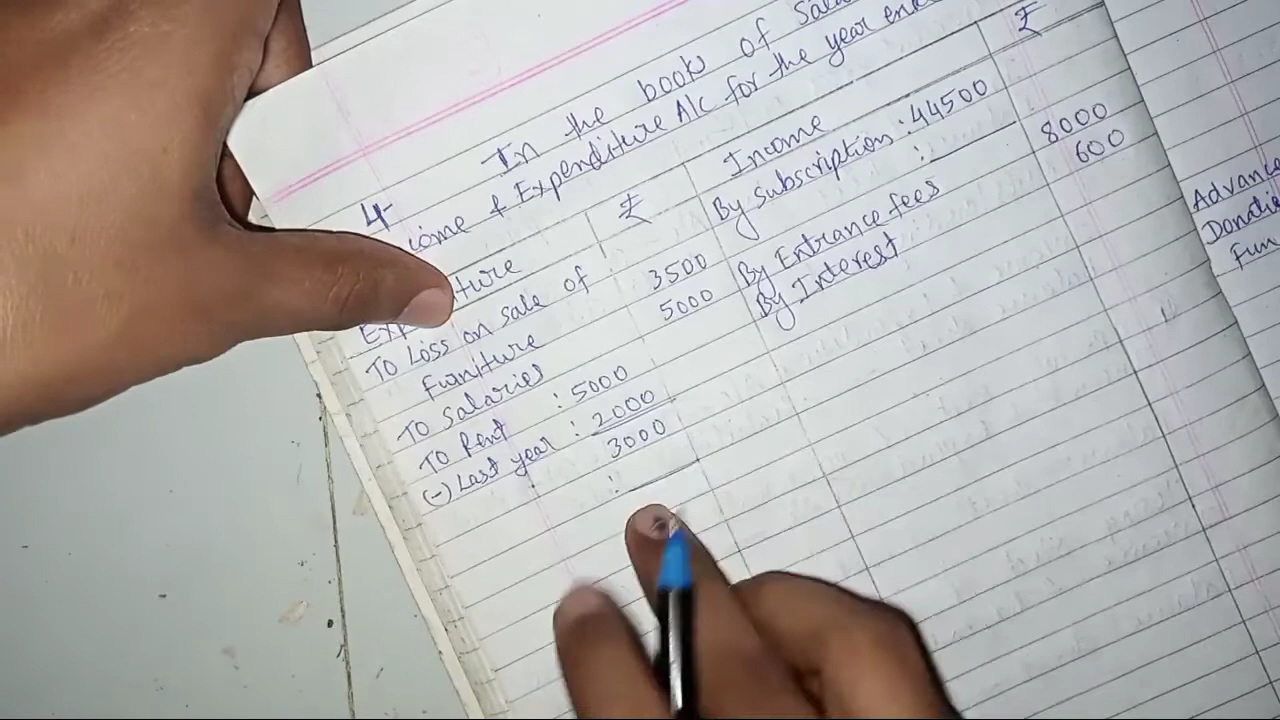 In the books of
4
come & Expenditure A/c for the year
Expe ture ₹ Income ₹
To Loss on sale of By Subscription : 44500
Furniture 3500 :
To Salaries 5000 By Entrance fees 8000
To Rent : 5000 By Interest 600
(-) Last year : 2000
3000
:
Advance
Fun